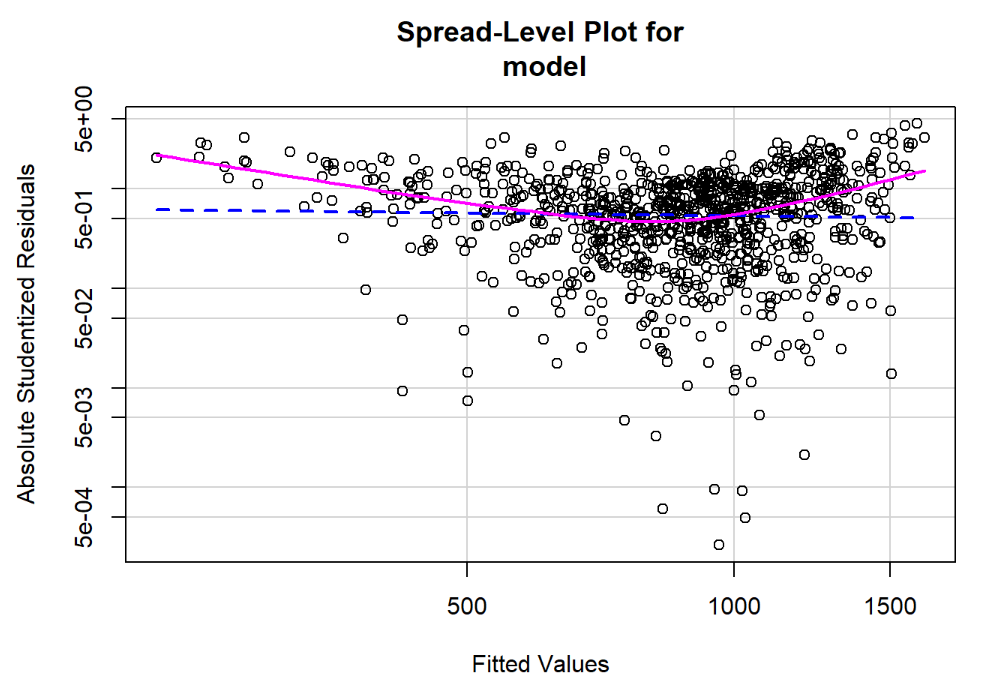 Spread-Level Plot for
model
Absolute Studentized Residuals
5e+00
5e-01
5e-02
5e-03
5e-04
500 1000 1500
Fitted Values